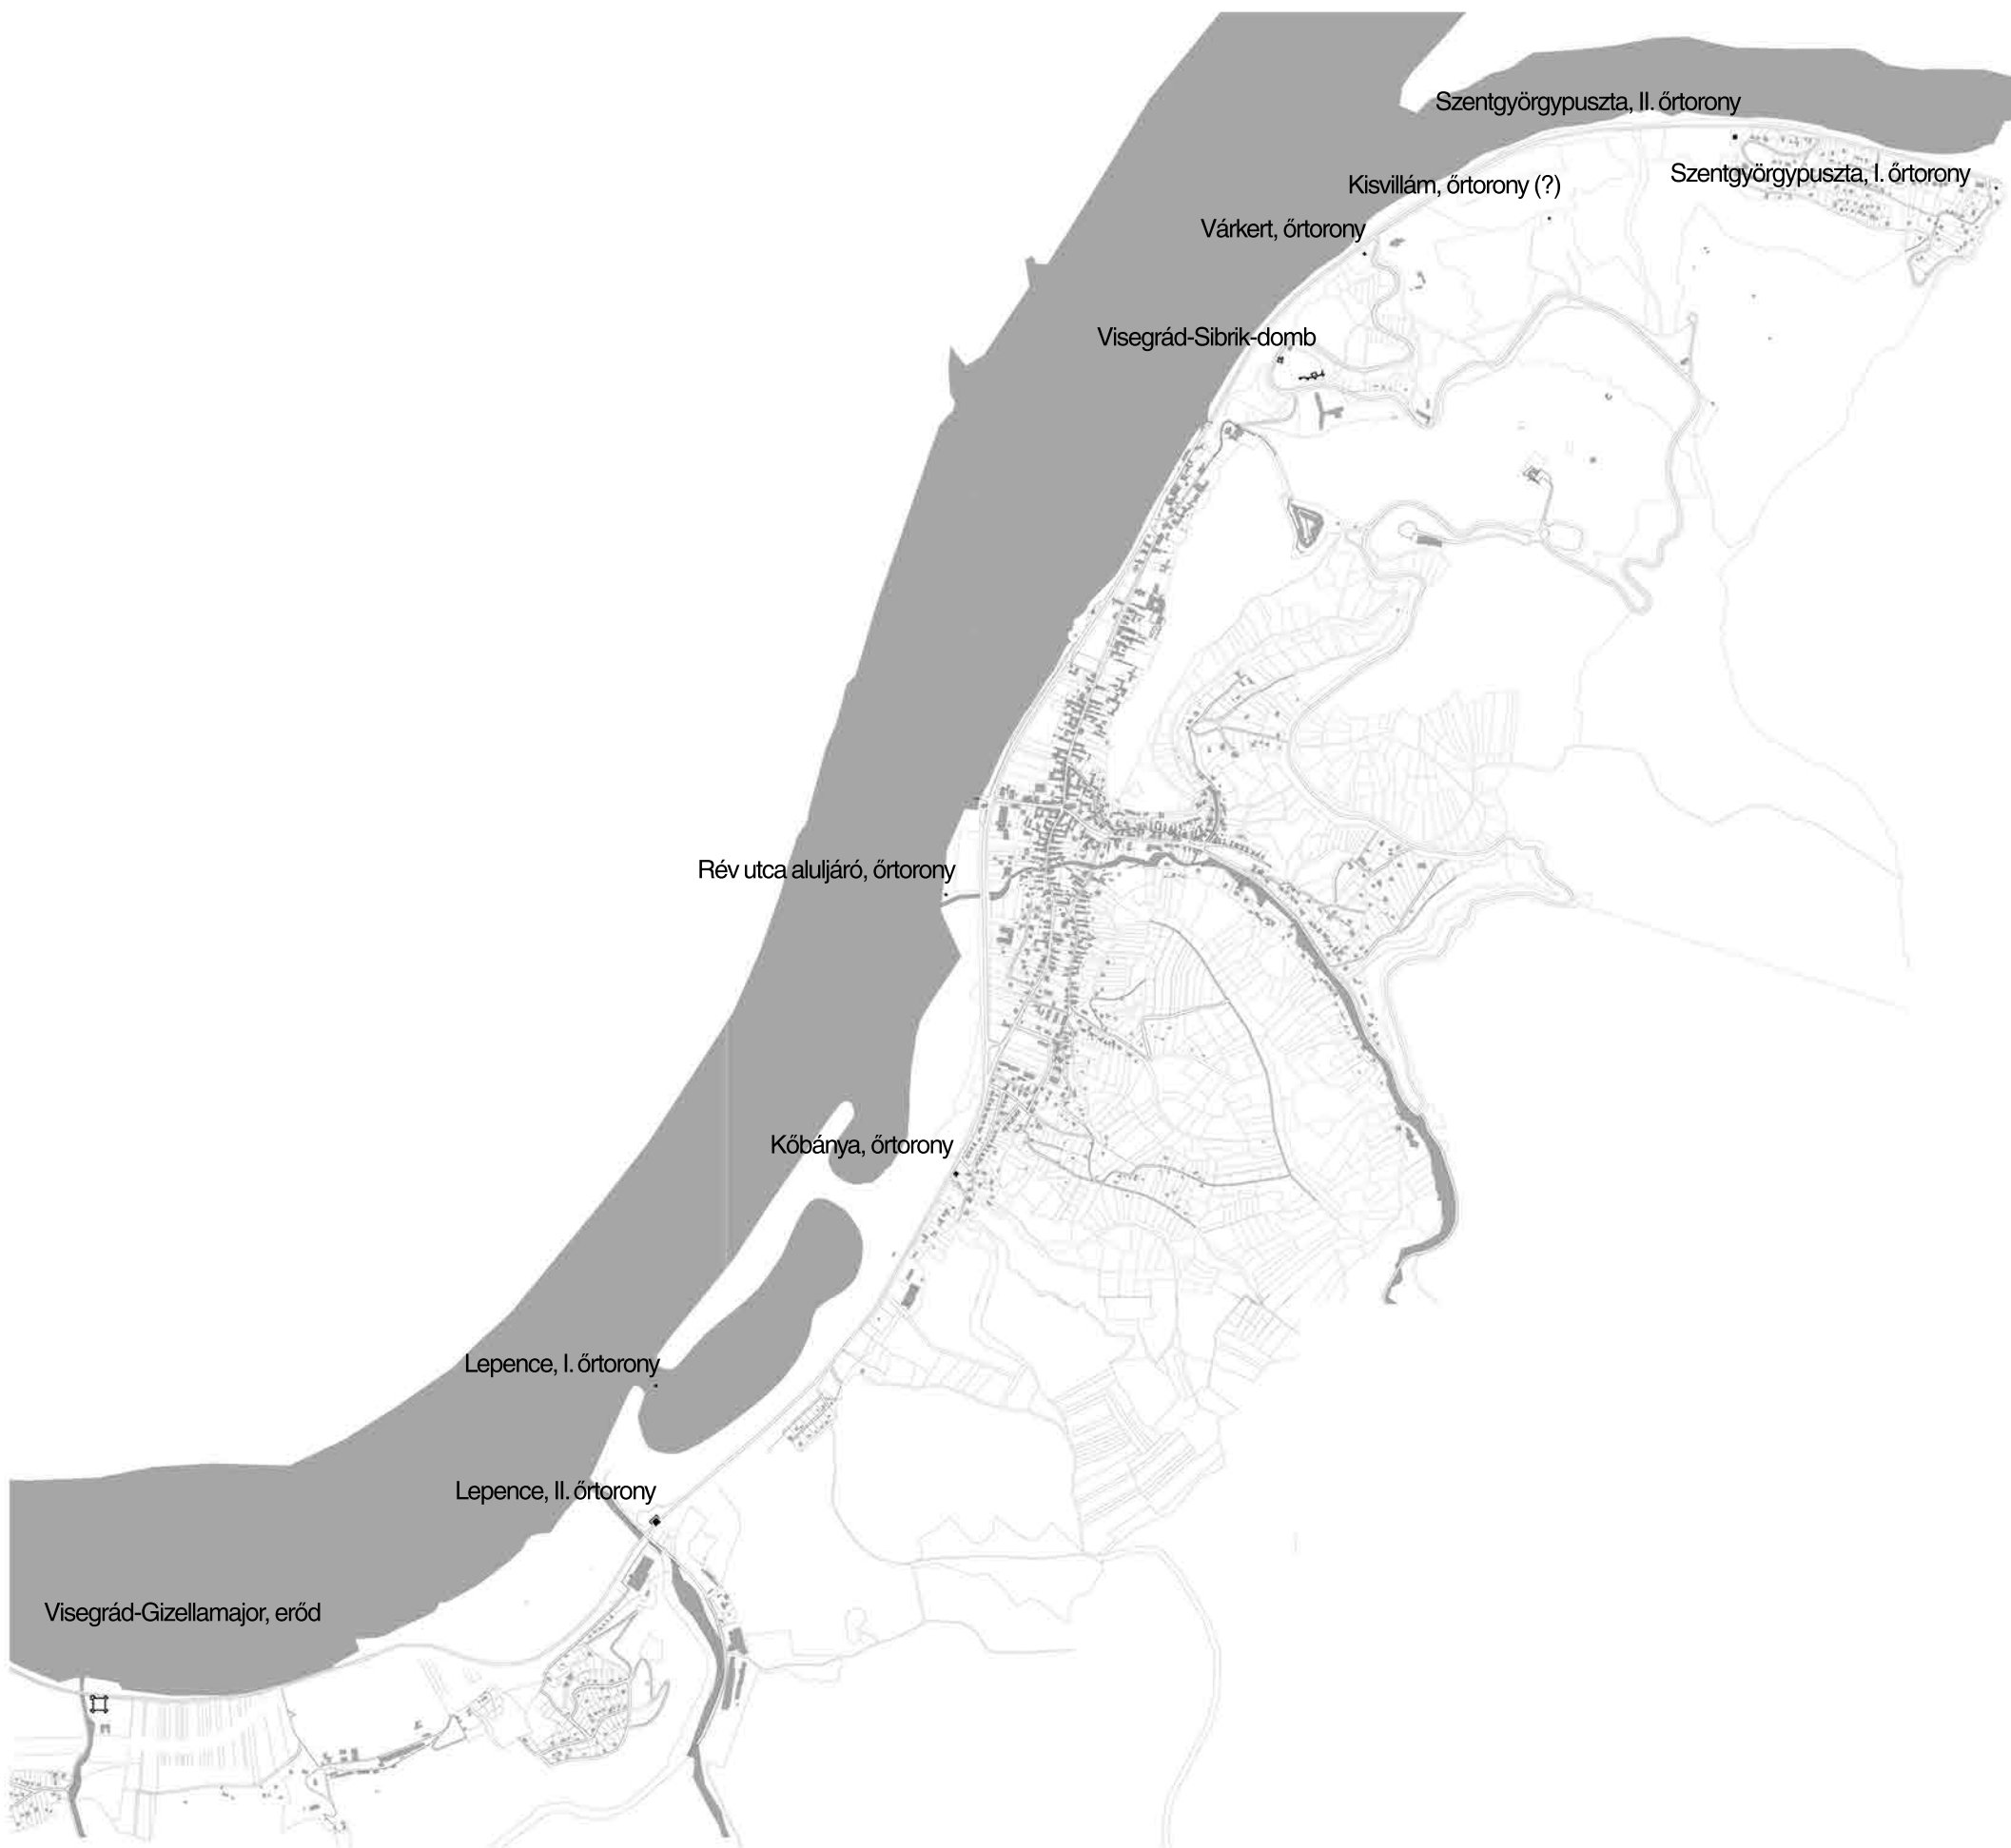 Szentgyörgypuszta, II. őrtorony
Szentgyörgypuszta, I. őrtorony
Kisvillám, őrtorony (?)
Várkert, őrtorony
Visegrád-Sibrik-domb
Rév utca aluljáró, őrtorony
Kőbánya, őrtorony
Lepence, I. őrtorony
Lepence, II. őrtorony
Visegrád-Gizellamajor, erőd